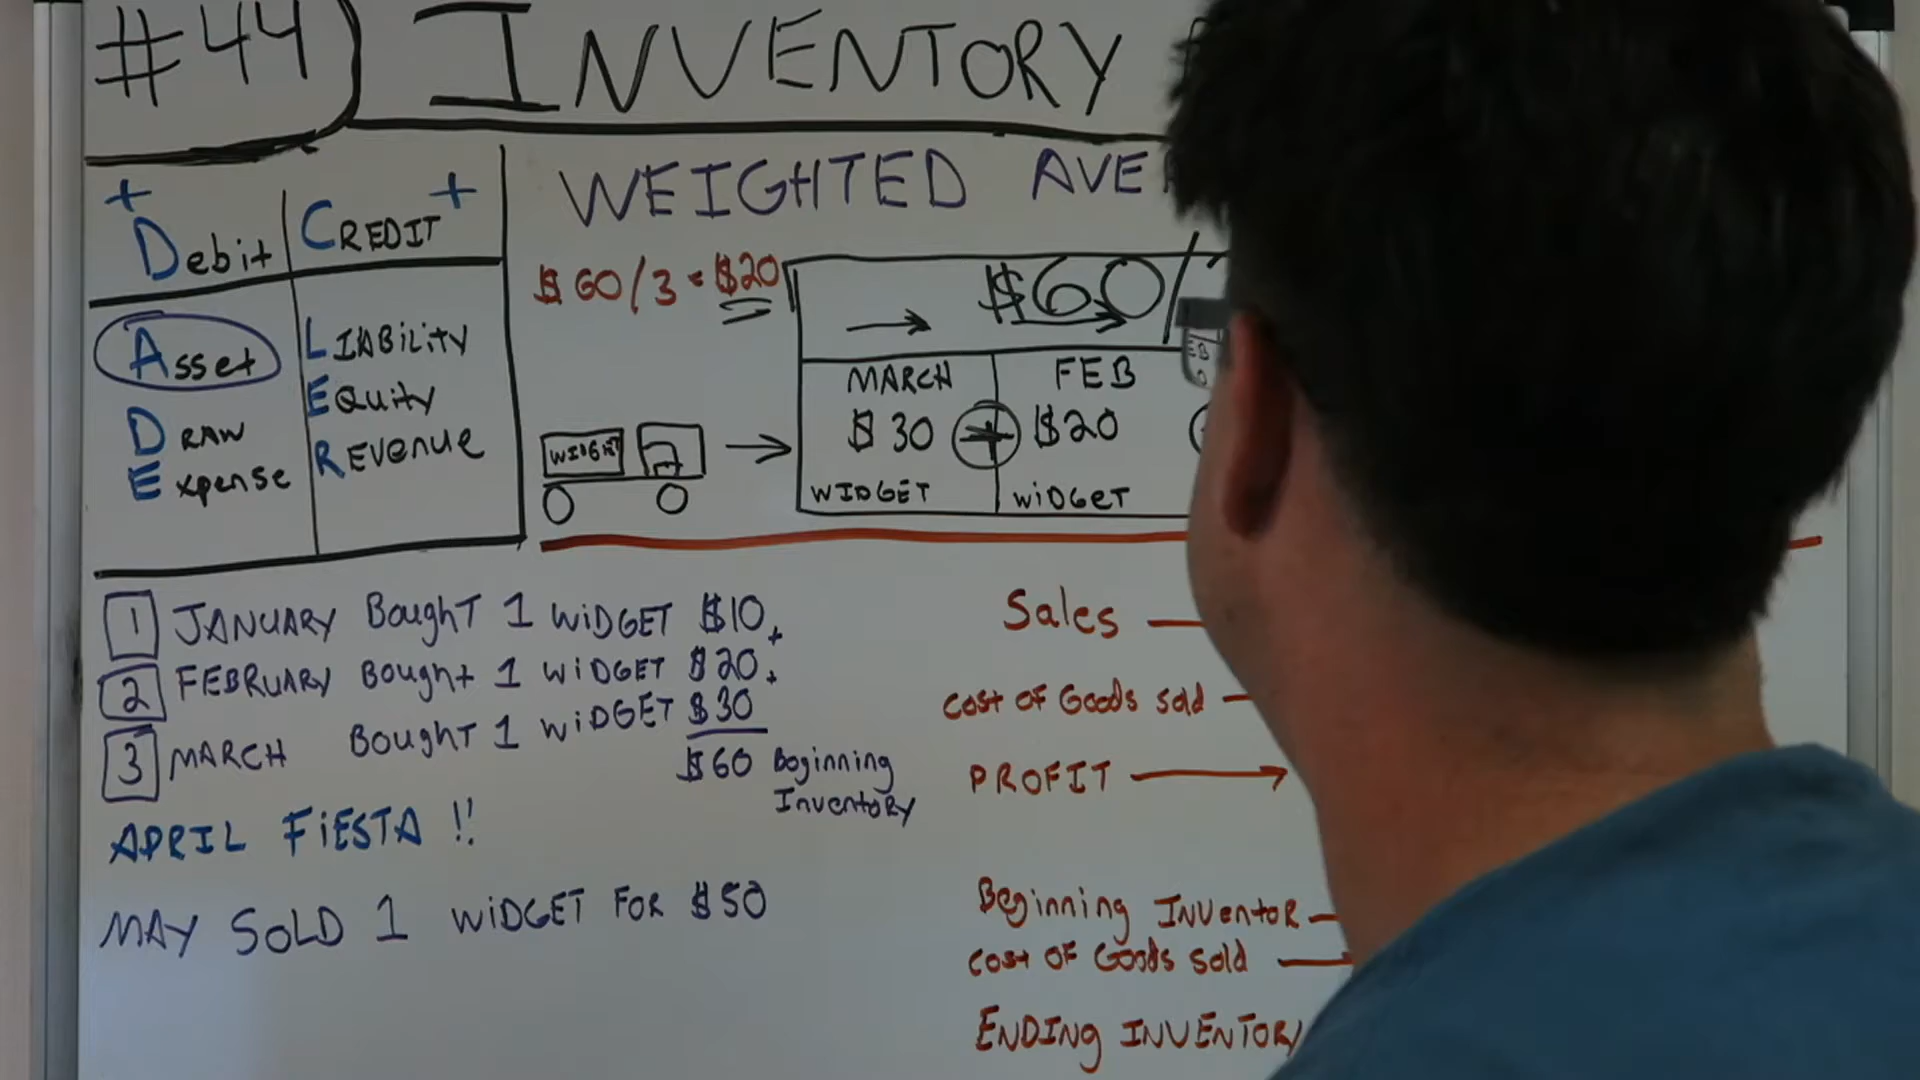 #44 INVENTORY
WEIGHTED AVE
+ +
Debit CREDIT
Asset LIABILITY
DRAW EQUITY
Expense REVENUE
$60/3 = $20
$60/
MARCH FEB
$30 + $20
WIDGET WIDGET
WIDGET
1 JANUARY BOUGHT 1 WIDGET $10 +
2 FEBRUARY BOUGHT 1 WIDGET $20 +
3 MARCH BOUGHT 1 WIDGET $30
$60 Beginning
InventoRy
APRIL FIESTA !!
MAY SOLD 1 WIDGET FOR $50
Sales
COST OF Goods Sold
PROFIT
Beginning INVentoR
COST OF Goods Sold
ENDING INVENTORY